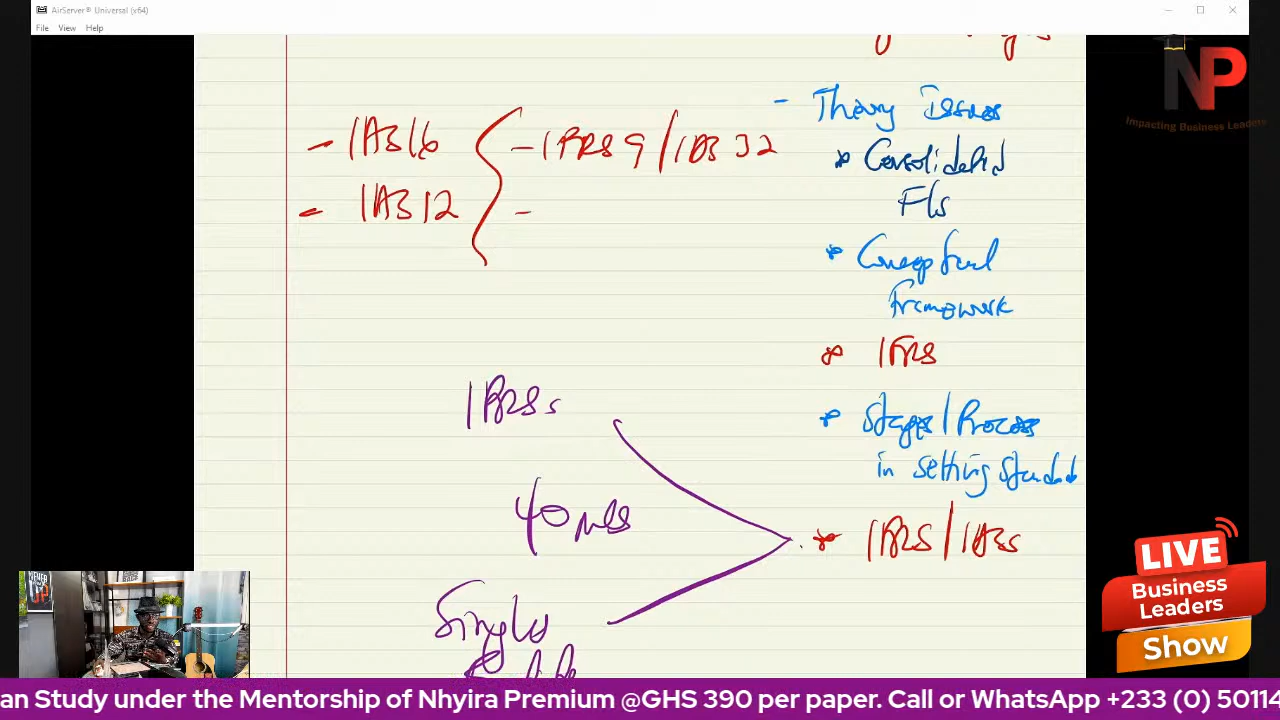 AirServer® Universal (x64)
File View Help
NP
Impacting Business Leaders
- Theory Issues
* Consolidated
F/s
* Conceptual
Framework
* IFRS
* Stages/Process
in setting standard
* IFRS/IASs
- IAS 16
- IAS 12
- IFRS 9/IAS 32
-
IFRSs
40 mks
Single
LIVE
Business
Leaders
Show
an Study under the Mentorship of Nhyira Premium @GHS 390 per paper. Call or WhatsApp +233 (0) 50114